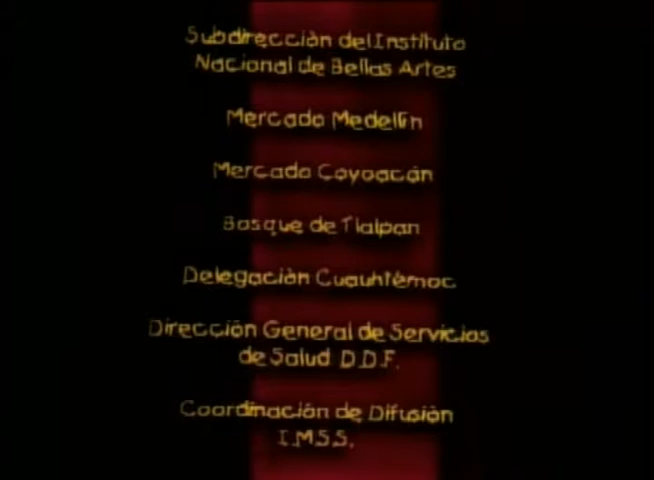 Subdirección del Instituto
Nacional de Bellas Artes
Mercado Medellín
Mercado Coyoacán
Bosque de Tlalpan
Delegación Cuauhtémoc
Dirección General de Servicios
de Salud D.D.F.
Coordinación de Difusión
I.M.S.S.